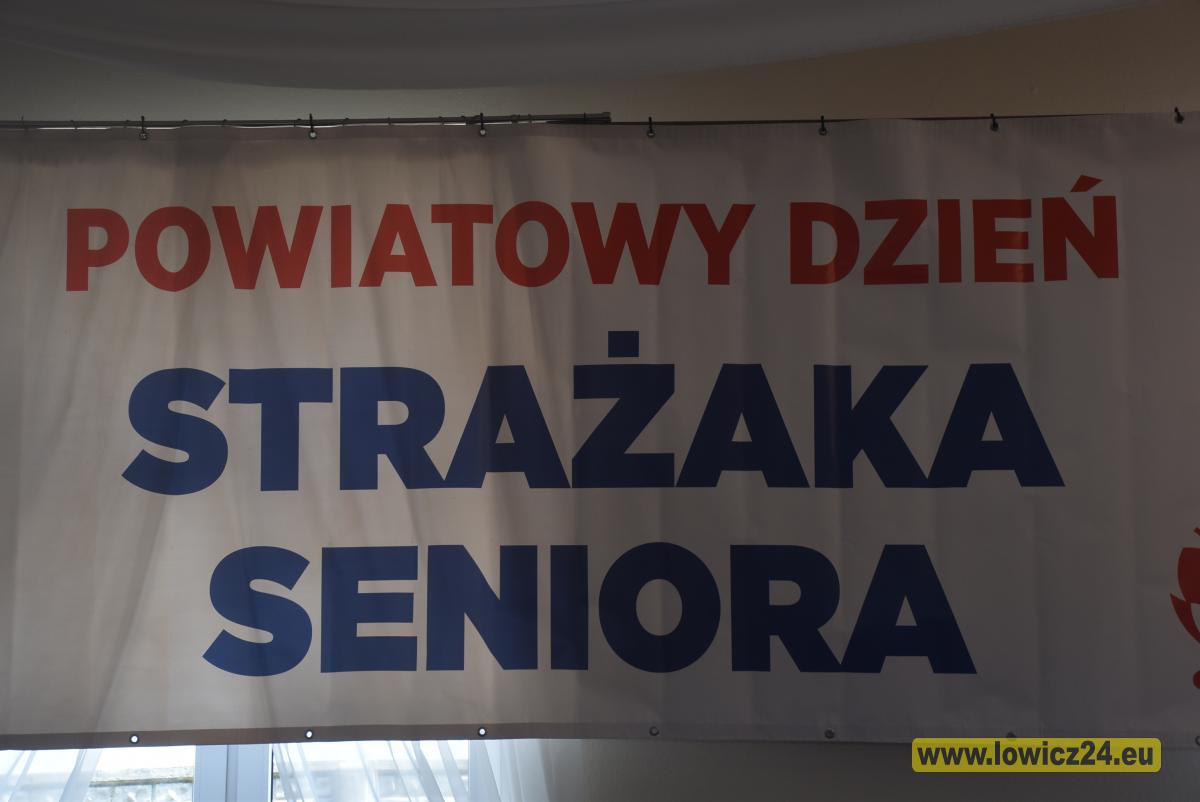 POWIATOWY DZIEŃ
STRAŻAKA
SENIORA
www.lowicz24.eu